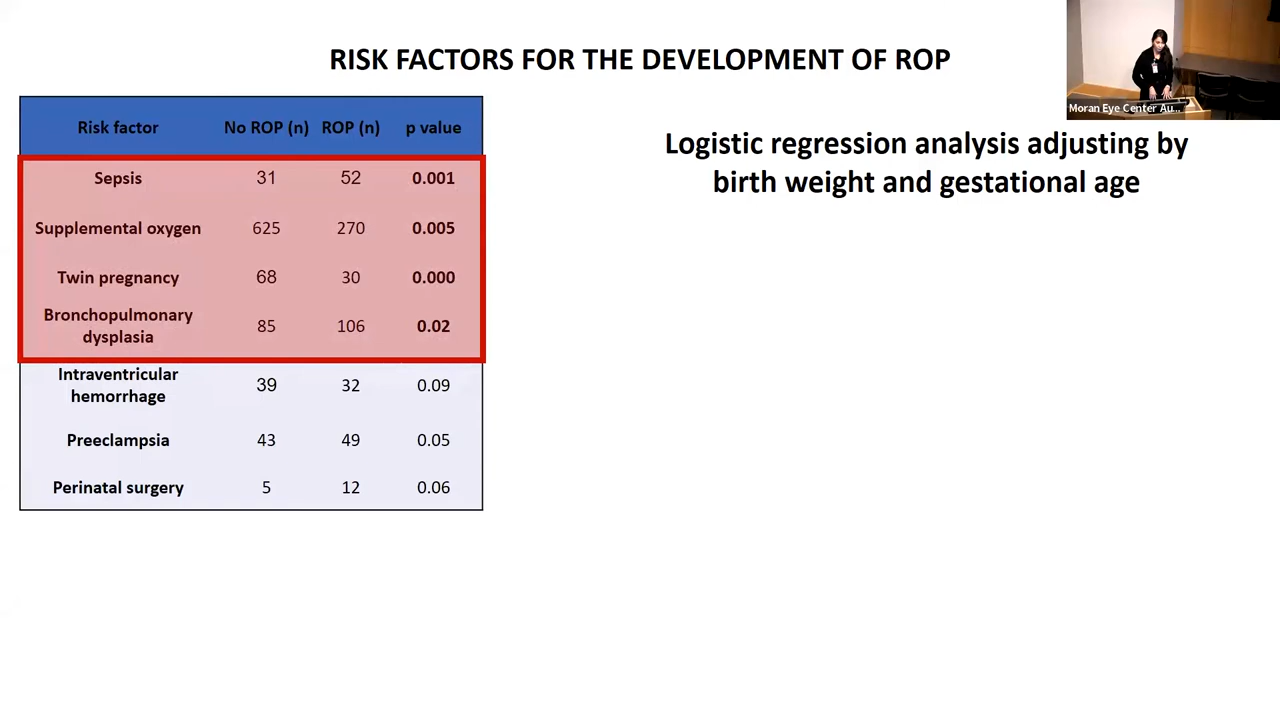 RISK FACTORS FOR THE DEVELOPMENT OF ROP
Moran Eye Center Au...
Risk factor No ROP (n) ROP (n) p value
Sepsis 31 52 0.001
Supplemental oxygen 625 270 0.005
Twin pregnancy 68 30 0.000
Bronchopulmonary
dysplasia 85 106 0.02
Intraventricular
hemorrhage 39 32 0.09
Preeclampsia 43 49 0.05
Perinatal surgery 5 12 0.06
Logistic regression analysis adjusting by
birth weight and gestational age